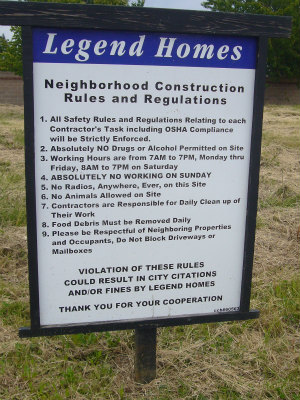 Legend Homes
Neighborhood Construction
Rules and Regulations
1. All Safety Rules and Regulations Relating to each
Contractor's Task including OSHA Compliance
will be Strictly Enforced.
2. Absolutely NO Drugs or Alcohol Permitted on Site
3. Working Hours are from 7AM to 7PM, Monday thru
Friday, 8AM to 7PM on Saturday
4. ABSOLUTELY NO WORKING ON SUNDAY
5. No Radios, Anywhere, Ever, on this Site
6. No Animals Allowed on Site
7. Contractors are Responsible for Daily Clean up of
Their Work
8. Food Debris Must be Removed Daily
9. Please be Respectful of Neighboring Properties
and Occupants, Do Not Block Driveways or
Mailboxes
VIOLATION OF THESE RULES
COULD RESULT IN CITY CITATIONS
AND/OR FINES BY LEGEND HOMES
THANK YOU FOR YOUR COOPERATION